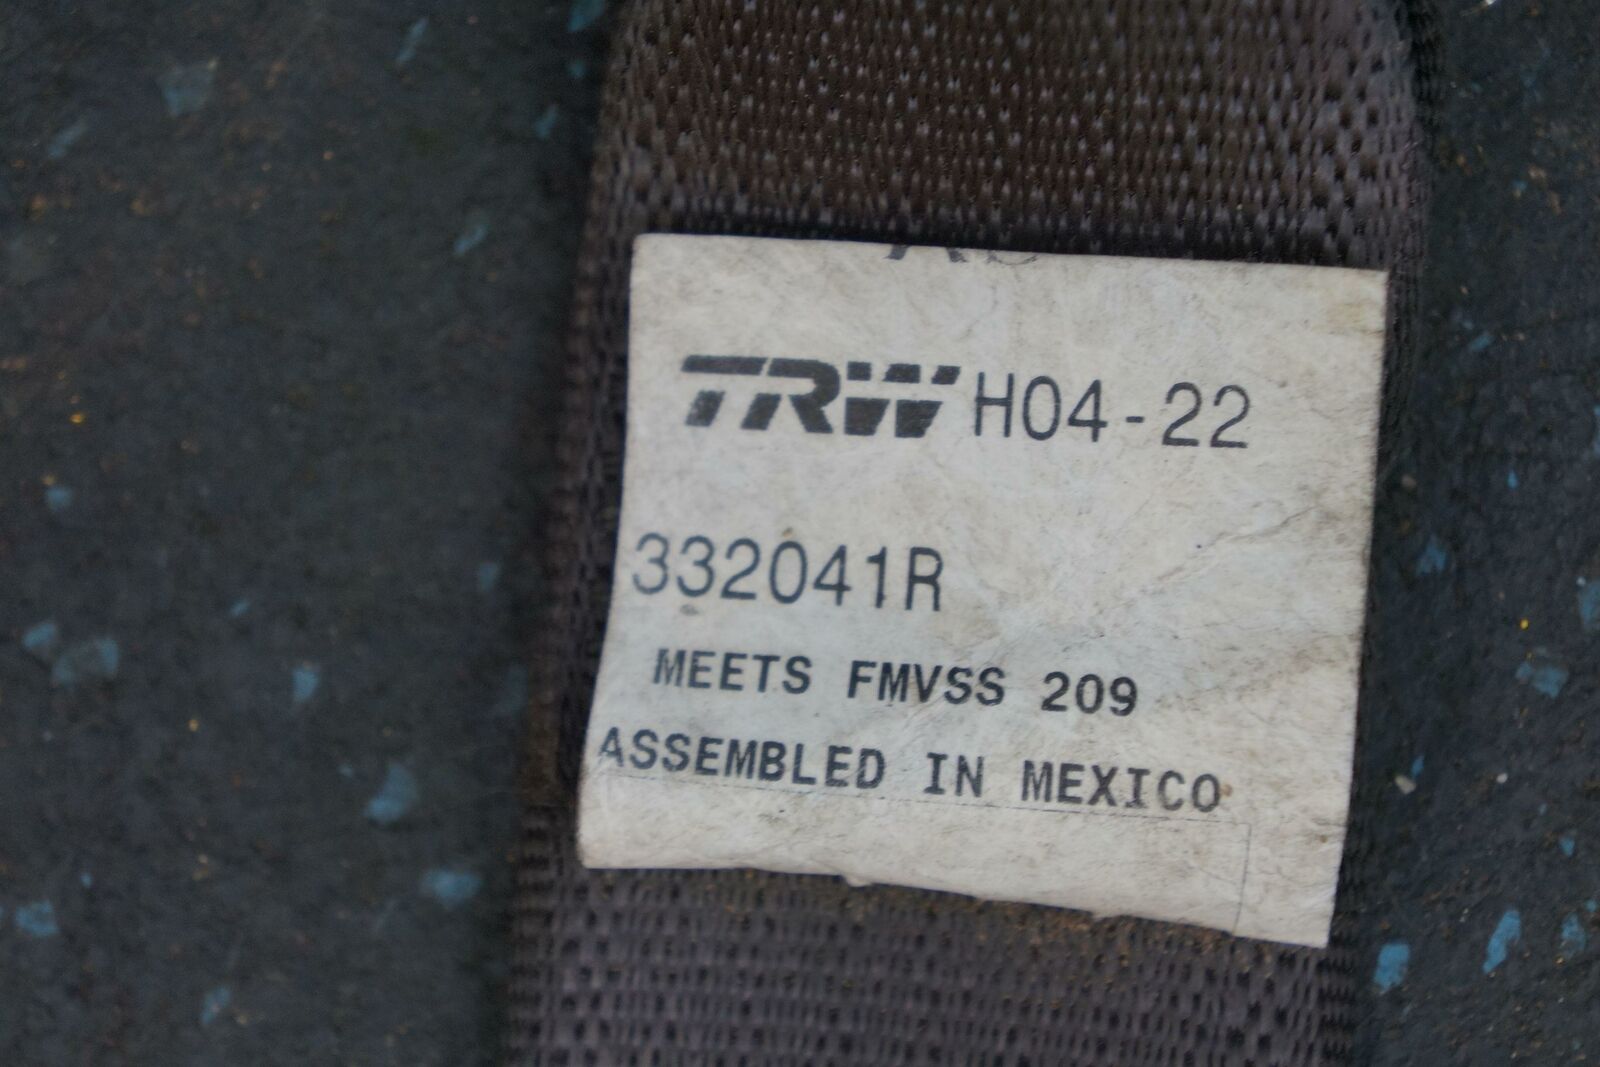 TRW H04-22
332041R
MEETS FMVSS 209
ASSEMBLED IN MEXICO